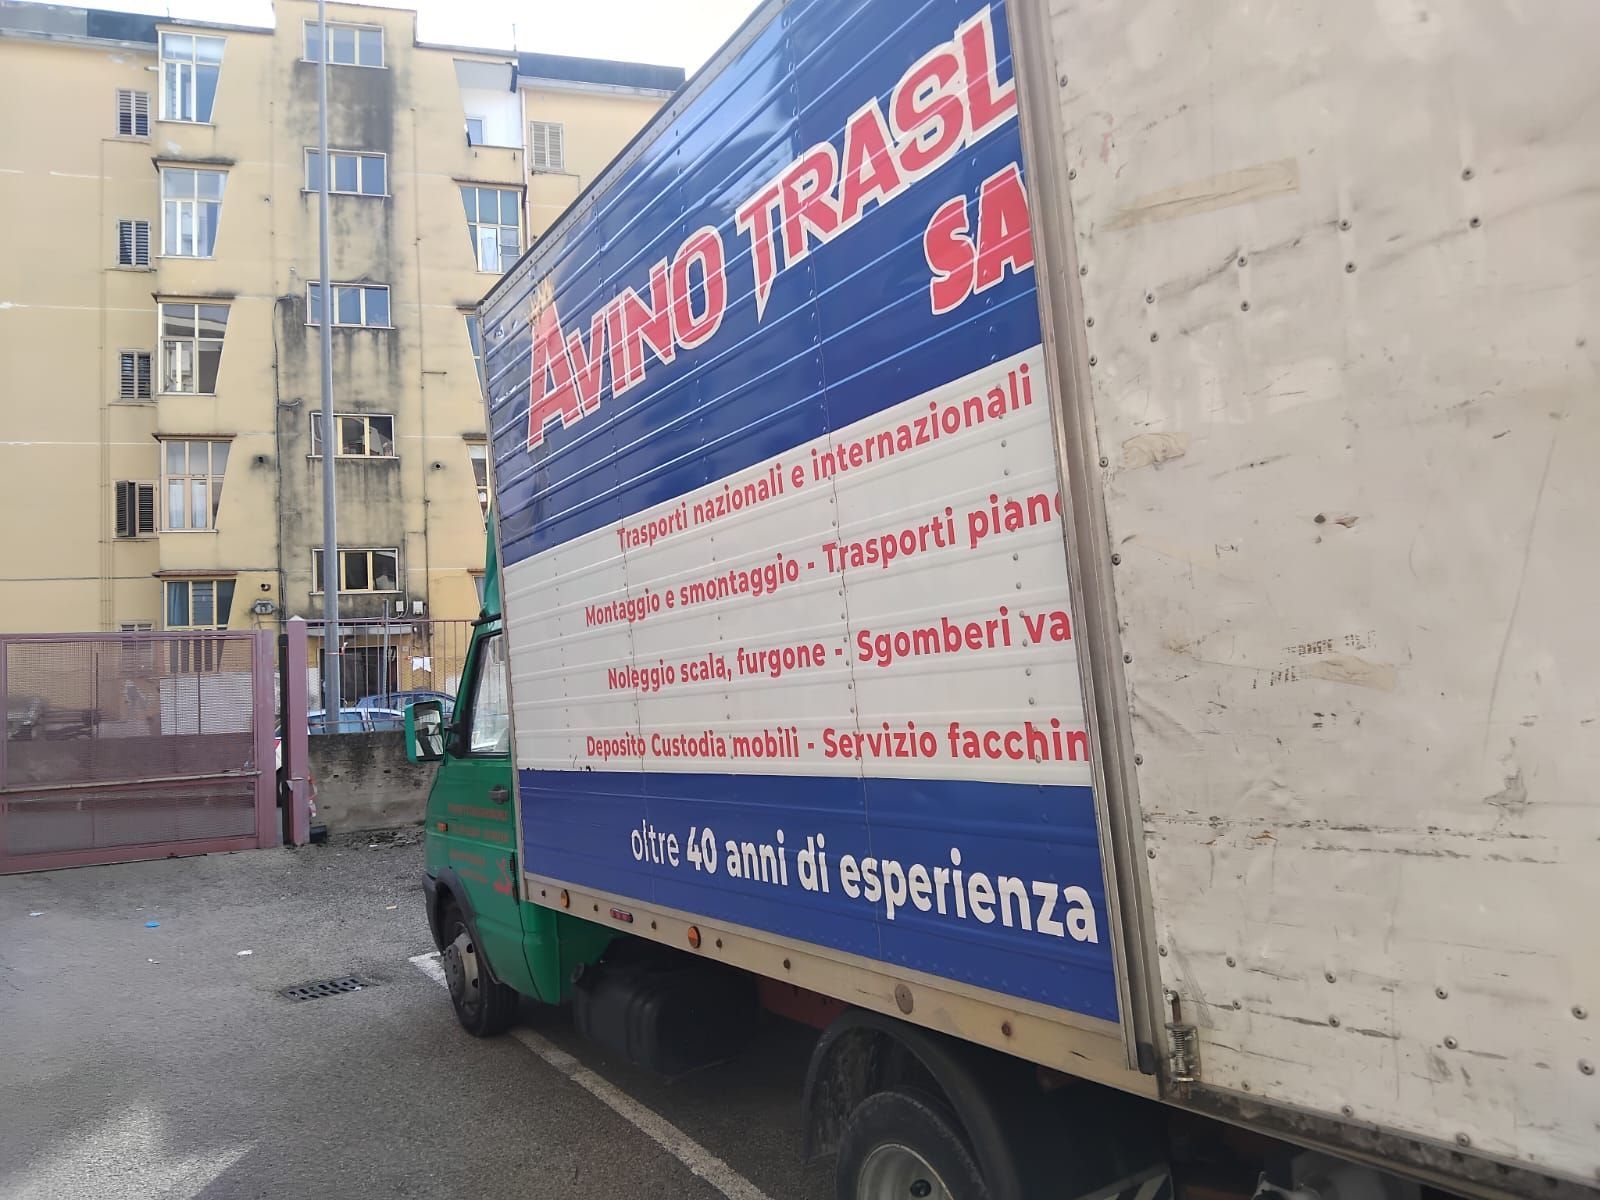 AVINO TRASL
SA
Trasporti nazionali e internazionali
Montaggio e smontaggio - Trasporti piano
Noleggio scala, furgone - Sgomberi va
Deposito Custodia mobili - Servizio facchin
oltre 40 anni di esperienza